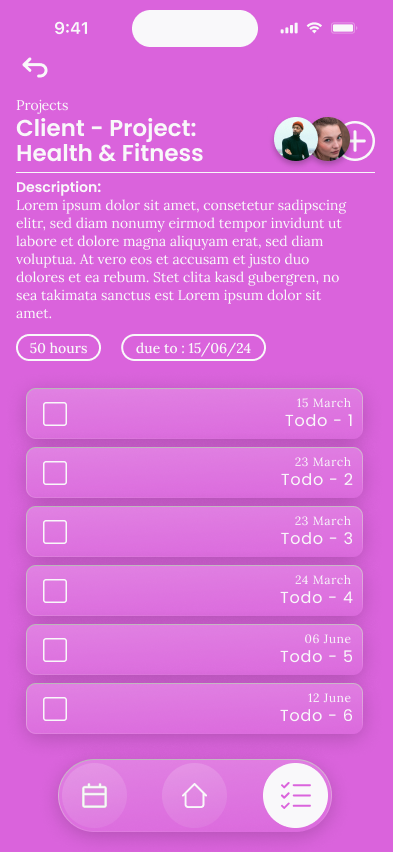 9:41
Projects
Client - Project:
Health & Fitness
Description:
Lorem ipsum dolor sit amet, consetetur sadipscing
elitr, sed diam nonumy eirmod tempor invidunt ut
labore et dolore magna aliquyam erat, sed diam
voluptua. At vero eos et accusam et justo duo
dolores et ea rebum. Stet clita kasd gubergren, no
sea takimata sanctus est Lorem ipsum dolor sit
amet.
50 hours
due to : 15/06/24
15 March
Todo - 1
23 March
Todo - 2
23 March
Todo - 3
24 March
Todo - 4
06 June
Todo - 5
12 June
Todo - 6